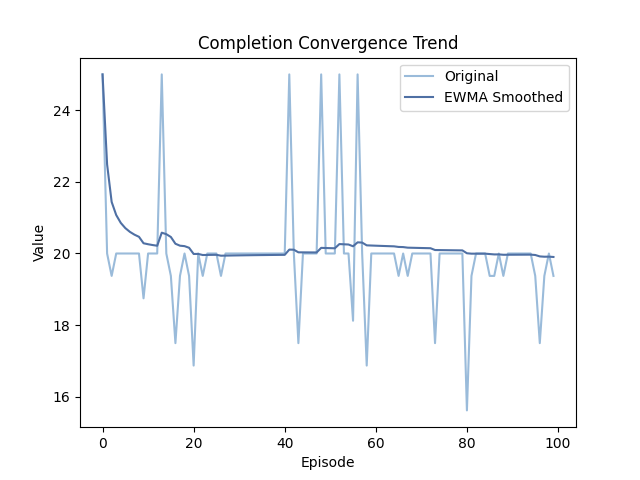 Completion Convergence Trend
Original
EWMA Smoothed
Value
24
22
20
18
16
0 20 40 60 80 100
Episode